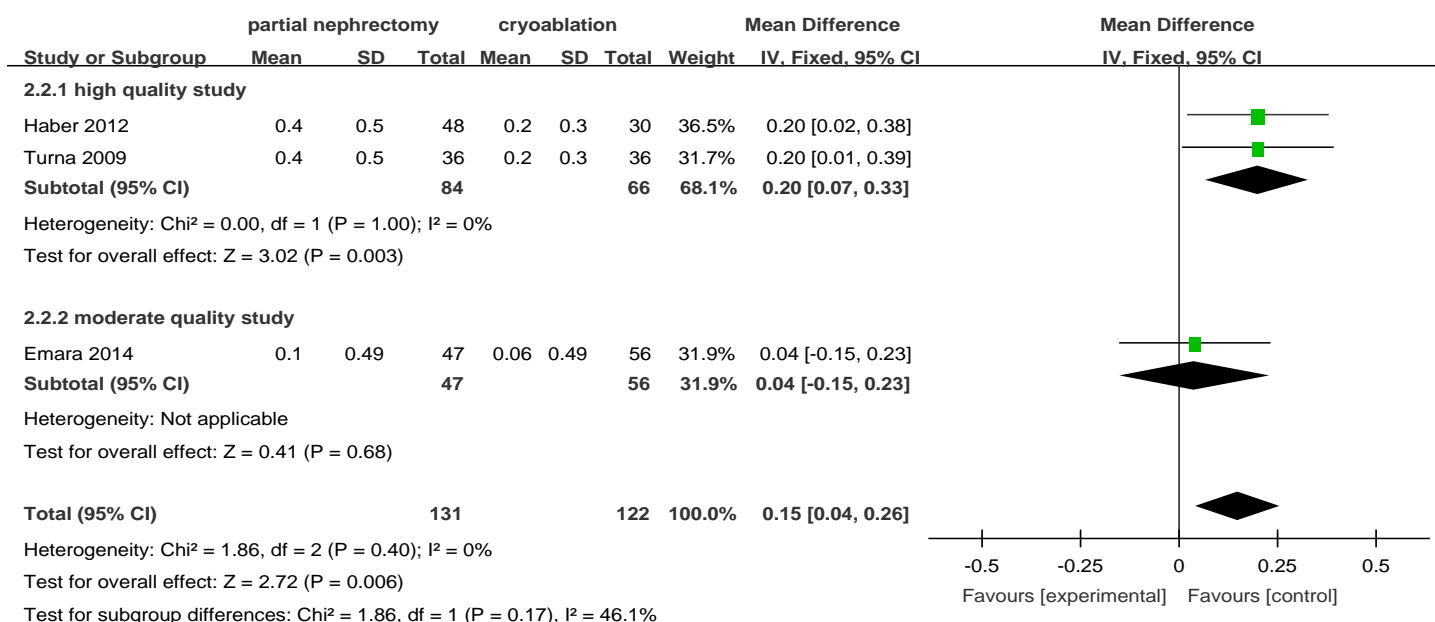 partial nephrectomy cryoablation Mean Difference Mean Difference
Study or Subgroup Mean SD Total Mean SD Total Weight IV, Fixed, 95% CI IV, Fixed, 95% CI
2.2.1 high quality study
Haber 2012 0.4 0.5 48 0.2 0.3 30 36.5% 0.20 [0.02, 0.38]
Turna 2009 0.4 0.5 36 0.2 0.3 36 31.7% 0.20 [0.01, 0.39]
Subtotal (95% CI) 84 66 68.1% 0.20 [0.07, 0.33]
Heterogeneity: Chi² = 0.00, df = 1 (P = 1.00); I² = 0%
Test for overall effect: Z = 3.02 (P = 0.003)
2.2.2 moderate quality study
Emara 2014 0.1 0.49 47 0.06 0.49 56 31.9% 0.04 [-0.15, 0.23]
Subtotal (95% CI) 47 56 31.9% 0.04 [-0.15, 0.23]
Heterogeneity: Not applicable
Test for overall effect: Z = 0.41 (P = 0.68)
Total (95% CI) 131 122 100.0% 0.15 [0.04, 0.26]
Heterogeneity: Chi² = 1.86, df = 2 (P = 0.40); I² = 0%
Test for overall effect: Z = 2.72 (P = 0.006)
Test for subgroup differences: Chi² = 1.86, df = 1 (P = 0.17), I² = 46.1%
-0.5 -0.25 0 0.25 0.5
Favours [experimental] Favours [control]